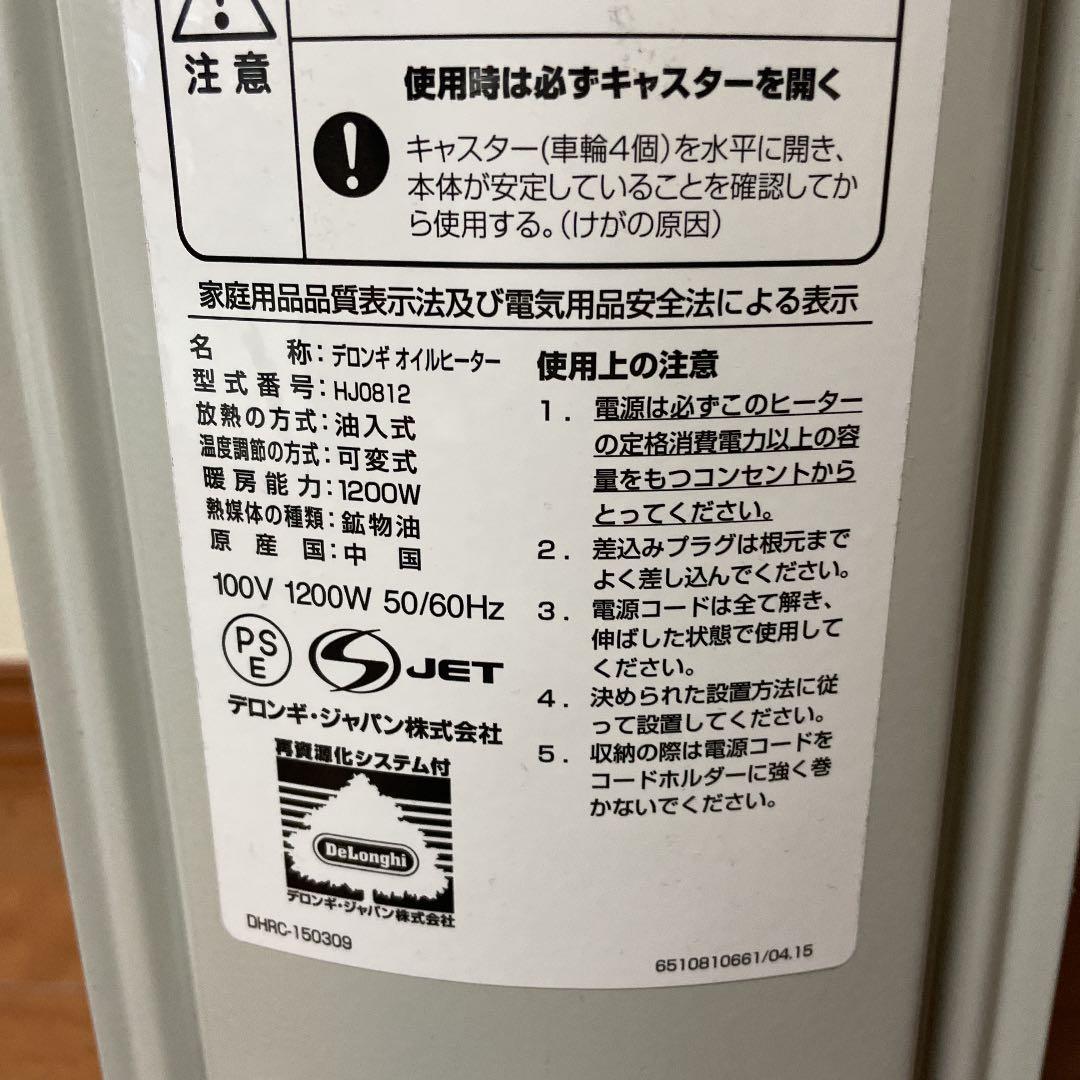 注意
使用時は必ずキャスターを開く
キャスター(車輪4個)を水平に開き、
本体が安定していることを確認してか
ら使用する。(けがの原因)
家庭用品品質表示法及び電気用品安全法による表示
名称:デロンギ オイルヒーター
型式番号:HJ0812
放熱の方式:油入式
温度調節の方式:可変式
暖房能力:1200W
熱媒体の種類:鉱物油
原産国:中国
100V 1200W 50/60Hz
PSE
S JET
デロンギ・ジャパン株式会社
再資源化システム付
DeLonghi
デロンギ・ジャパン株式会社
DHRC-150309
使用上の注意
1. 電源は必ずこのヒーター
の定格消費電力以上の容
量をもつコンセントから
とってください。
2. 差込みプラグは根元まで
よく差し込んでください。
3. 電源コードは全て解き、
伸ばした状態で使用して
ください。
4. 決められた設置方法に従
って設置してください。
5. 収納の際は電源コードを
コードホルダーに強く巻
かないでください。
6510810661/04.15